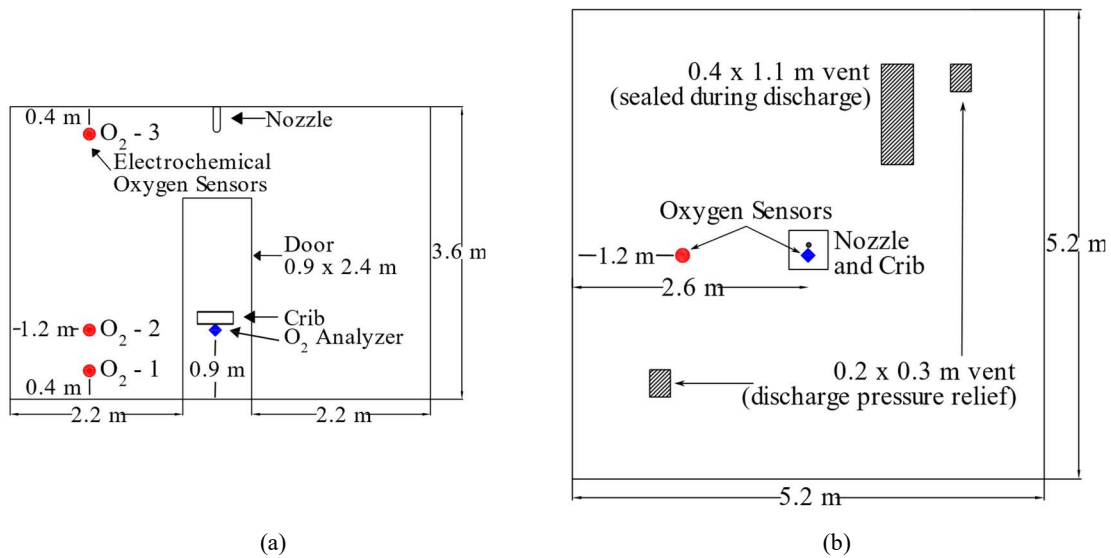 0.4 m
O2 - 3
Nozzle
Electrochemical
Oxygen Sensors
Door
0.9 x 2.4 m
3.6 m
Crib
1.2 m
O2 - 2
O2 Analyzer
O2 - 1
0.9 m
0.4 m
2.2 m
2.2 m
(a)
0.4 x 1.1 m vent
(sealed during discharge)
Oxygen Sensors
Nozzle
and Crib
1.2 m
2.6 m
5.2 m
0.2 x 0.3 m vent
(discharge pressure relief)
5.2 m
(b)